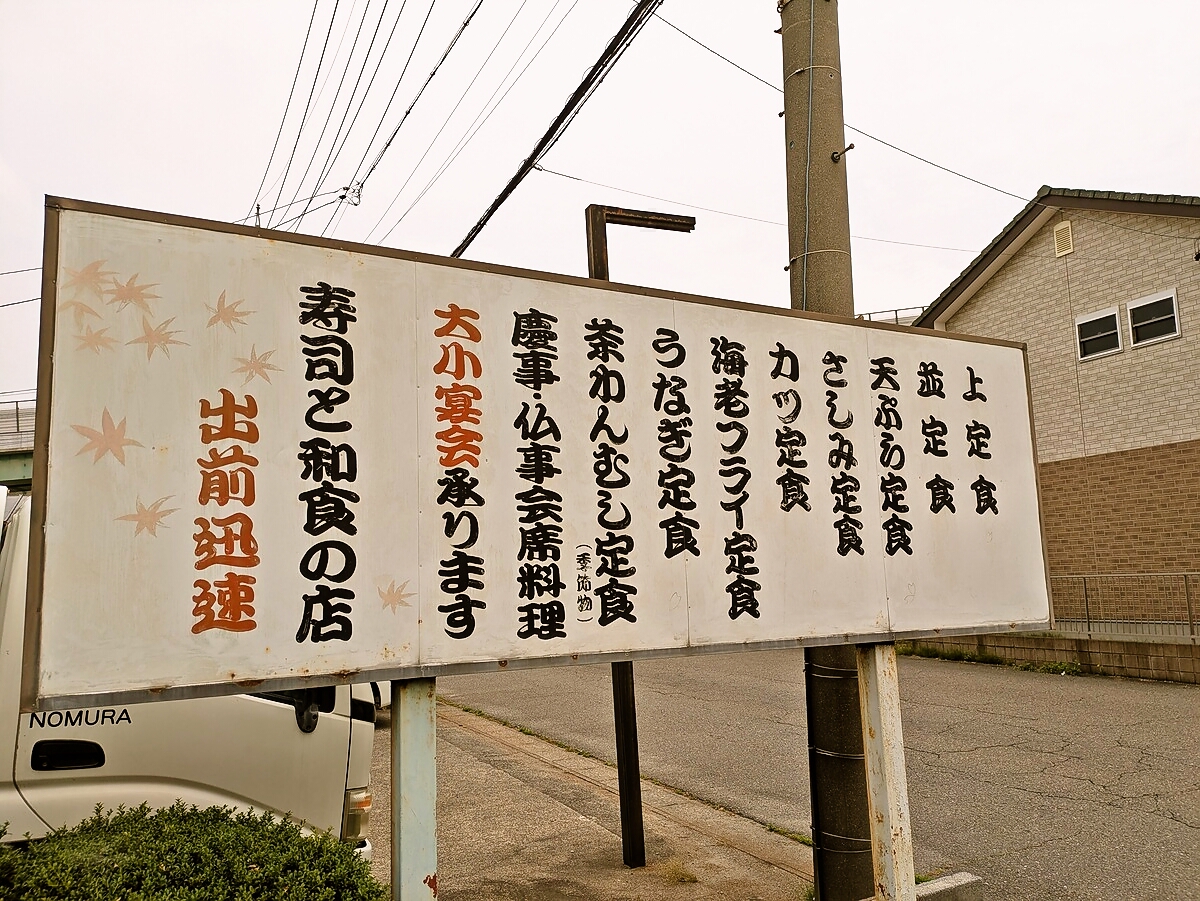 上定食
並定食
天ぷら定食
さしみ定食
カツ定食
海老フライ定食
うなぎ定食
茶わんむし定食
(季節物)
慶事・仏事会席料理
大小宴会承ります
寿司と和食の店
出前迅速
NOMURA